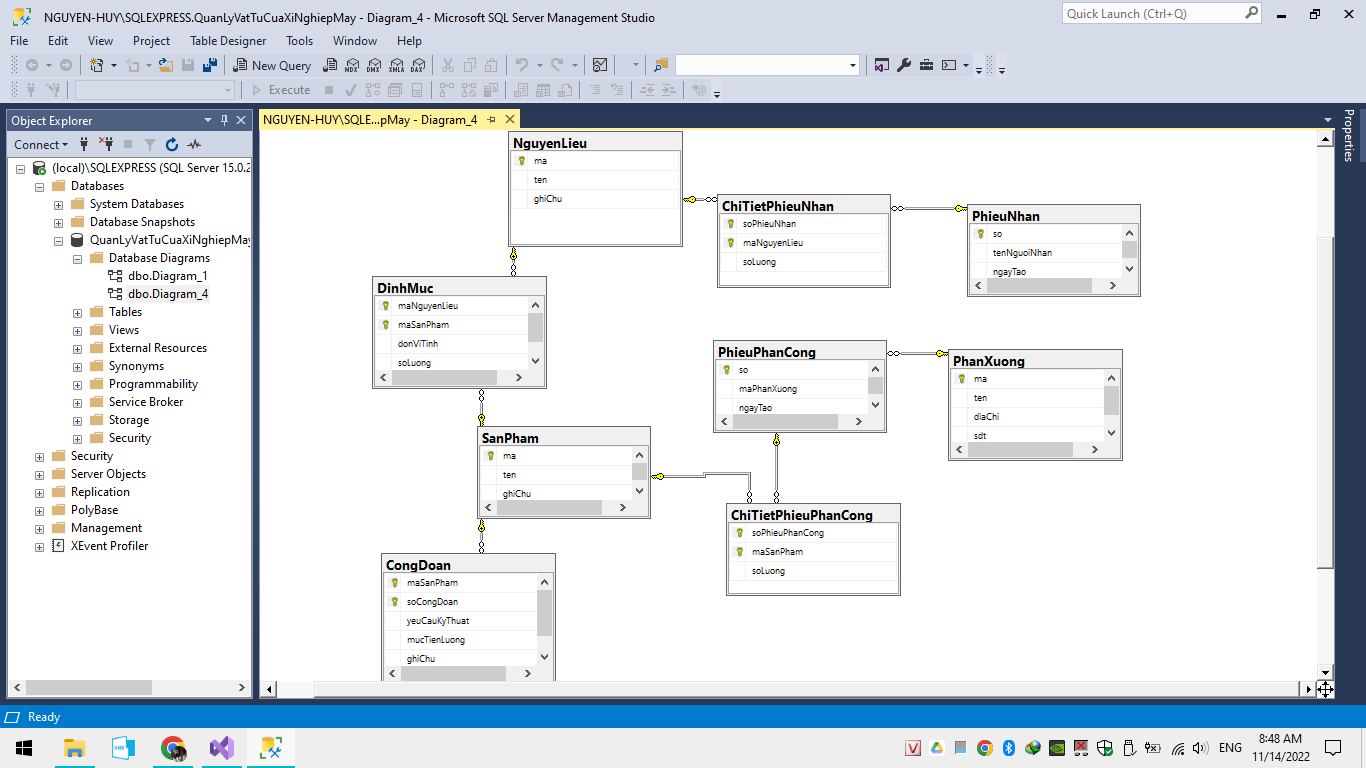 NGUYEN-HUY\SQLEXPRESS.QuanLyVatTuCuaXiNghiepMay - Diagram_4 - Microsoft SQL Server Management Studio
Quick Launch (Ctrl+Q)
File Edit View Project Table Designer Tools Window Help
New Query
MDX DMX XMLA DAX
Execute
Object Explorer
Connect
(local)\SQLEXPRESS (SQL Server 15.0.2
Databases
System Databases
Database Snapshots
QuanLyVatTuCuaXiNghiepMay
Database Diagrams
dbo.Diagram_1
dbo.Diagram_4
Tables
Views
External Resources
Synonyms
Programmability
Service Broker
Storage
Security
Security
Server Objects
Replication
PolyBase
Management
XEvent Profiler
NGUYEN-HUY\SQLE...pMay - Diagram_4
Properties
NguyenLieu
ma
ten
ghiChu
ChiTietPhieuNhan
soPhieuNhan
maNguyenLieu
soLuong
PhieuNhan
so
tenNguoiNhan
ngayTao
DinhMuc
maNguyenLieu
maSanPham
donViTinh
soLuong
PhieuPhanCong
so
maPhanXuong
ngayTao
PhanXuong
ma
ten
diaChi
sdt
SanPham
ma
ten
ghiChu
ChiTietPhieuPhanCong
soPhieuPhanCong
maSanPham
soLuong
CongDoan
maSanPham
soCongDoan
yeuCauKyThuat
mucTienLuong
ghiChu
Ready
V
ENG
8:48 AM
11/14/2022